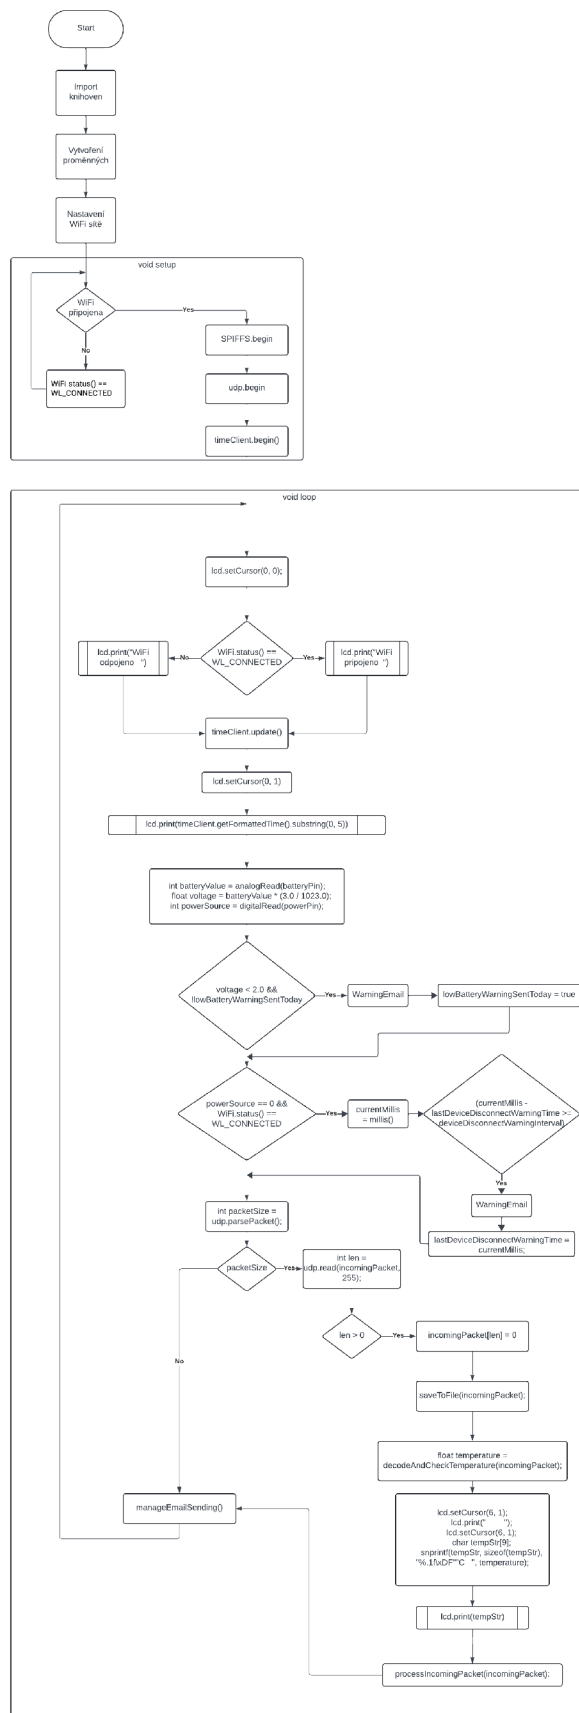 Start
Import
knihoven
Vytvoření
proměnných
Nastavení
WiFi sítě
void setup
WiFi
připojena
Yes
No
SPIFFS.begin
WiFi.status() ==
WL_CONNECTED
udp.begin
timeClient.begin()
void loop
lcd.setCursor(0, 0);
lcd.print("WiFi
odpojeno   ")
No
WiFi.status() ==
WL_CONNECTED
Yes
lcd.print("WiFi
pripojeno  ")
timeClient.update()
lcd.setCursor(0, 1)
lcd.print(timeClient.getFormattedTime().substring(0, 5))
int batteryValue = analogRead(batteryPin);
float voltage = batteryValue * (3.0 / 1023.0);
int powerSource = digitalRead(powerPin);
voltage < 2.0 &&
!lowBatteryWarningSentToday
Yes
WarningEmail
lowBatteryWarningSentToday = true
powerSource == 0 &&
WiFi.status() ==
WL_CONNECTED
Yes
currentMillis
= millis()
(currentMillis -
lastDeviceDisconnectWarningTime >=
deviceDisconnectWarningInterval)
Yes
WarningEmail
int packetSize =
udp.parsePacket();
lastDeviceDisconnectWarningTime =
currentMillis;
packetSize
Yes
int len =
udp.read(incomingPacket,
255);
len > 0
Yes
incomingPacket[len] = 0
No
saveToFile(incomingPacket);
float temperature =
decodeAndCheckTemperature(incomingPacket);
manageEmailSending()
lcd.setCursor(6, 1);
lcd.print("        ");
lcd.setCursor(6, 1);
char tempStr[9];
snprintf(tempStr, sizeof(tempStr),
"%.1f\xDF""C   ", temperature);
lcd.print(tempStr)
processIncomingPacket(incomingPacket);